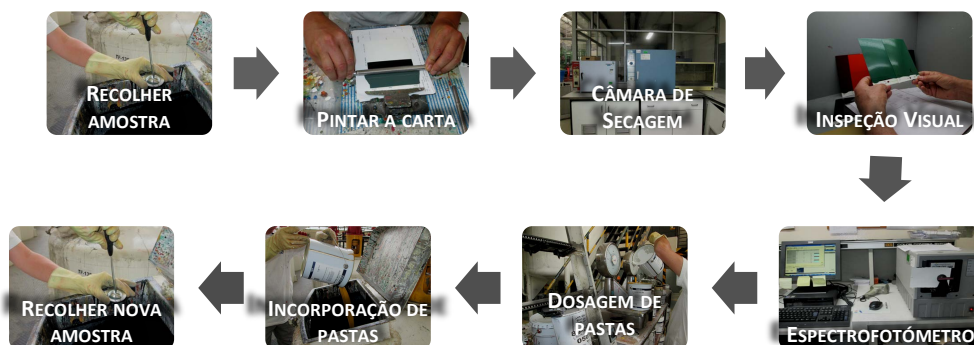 RECOLHER
AMOSTRA
PINTAR A CARTA
CÂMARA DE
SECAGEM
INSPEÇÃO VISUAL
RECOLHER NOVA
AMOSTRA
INCORPORAÇÃO DE
PASTAS
DOSAGEM DE
PASTAS
ESPECTROFOTÓMETRO